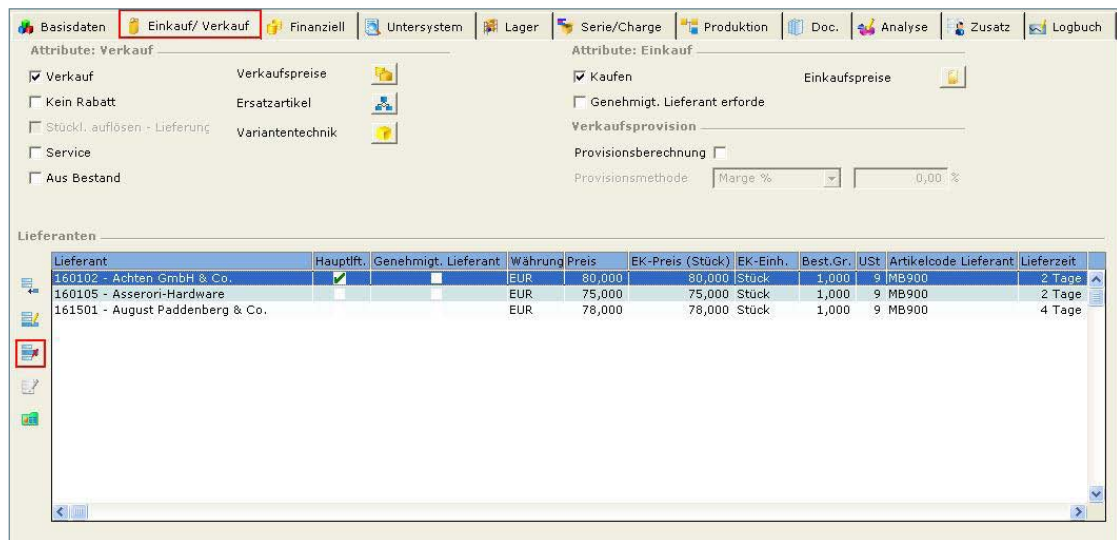 Basisdaten Einkauf/ Verkauf Finanziell Untersystem Lager Serie/Charge Produktion Doc. Analyse Zusatz Logbuch
Attribute: Verkauf
Verkauf
Verkaufspreise
Kein Rabatt
Ersatzartikel
Stückl. auflösen - Lieferung
Variantentechnik
Service
Aus Bestand
Attribute: Einkauf
Kaufen
Einkaufspreise
Genehmigt. Lieferant erforde
Verkaufsprovision
Provisionsberechnung
Provisionsmethode Marge % 0,00 %
Lieferanten
Lieferant Hauptlft. Genehmigt. Lieferant Währung Preis EK-Preis (Stück) EK-Einh. Best.Gr. USt Artikelcode Lieferant Lieferzeit
160102 - Achten GmbH & Co. EUR 80,000 80,000 Stück 1,000 9 MB900 2 Tage
160105 - Asserori-Hardware EUR 75,000 75,000 Stück 1,000 9 MB900 2 Tage
161501 - August Paddenberg & Co. EUR 78,000 78,000 Stück 1,000 9 MB900 4 Tage